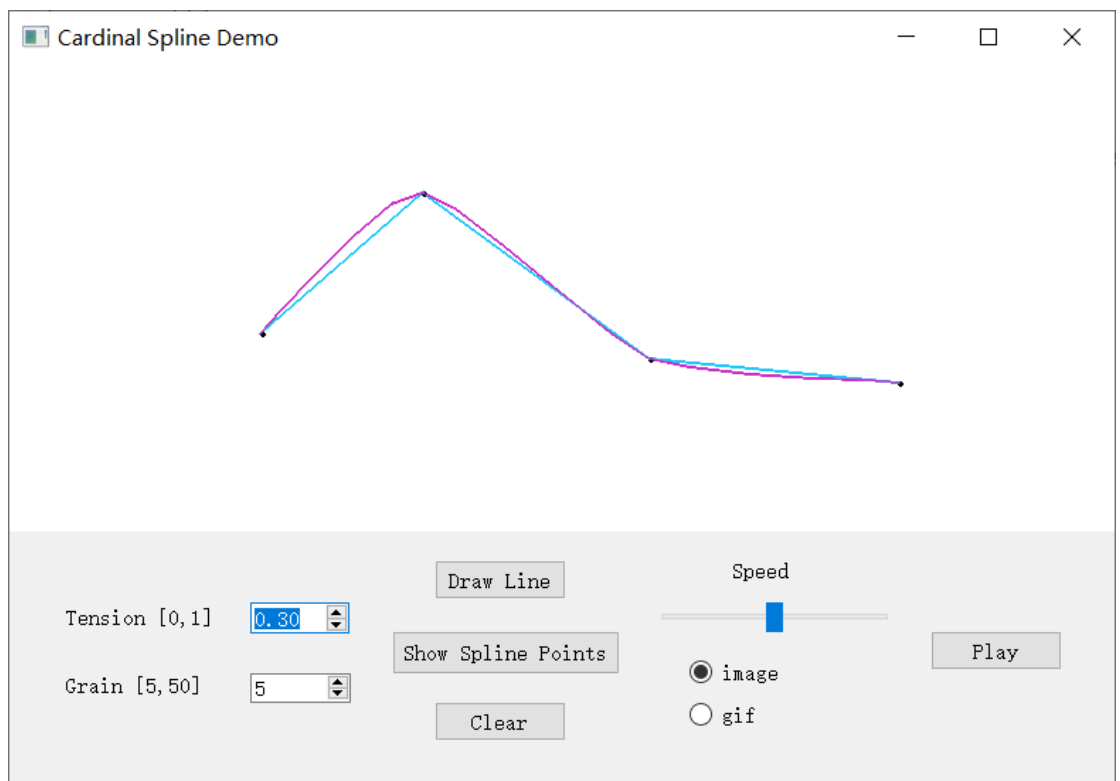 Cardinal Spline Demo
Tension [0,1]
0.30
Grain [5,50]
5
Draw Line
Show Spline Points
Clear
Speed
image
gif
Play